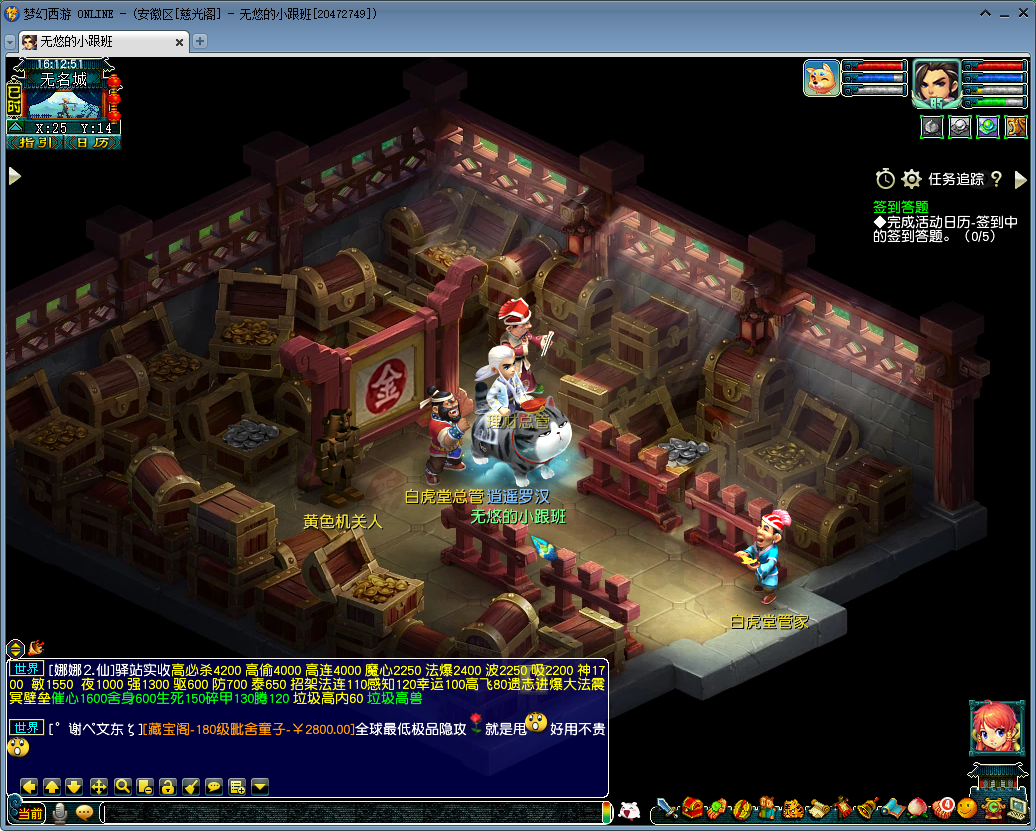 梦幻西游 ONLINE - (安徽区[慈光阁] - 无悠的小跟班[20472749])
无悠的小跟班
16:12:51
无名城
巳时
X:25 Y:14
指引 日历
85
任务追踪 ?
签到答题
◆完成活动日历-签到中
的签到答题。（0/5）
金
理财总管
白虎堂总管
逍遥罗汉
黄色机关人
无悠的小跟班
白虎堂管家
世界 [娜娜2.仙]驿站实收高必杀4200 高偷4000 高连4000 魔心2250 法爆2400 波2250 吸2200 神17
00 敏1550 夜1000 强1300 驱600 防700 泰650 招架法连110感知120幸运100高飞80遗志进爆大法震
冥壁垒催心1600舍身600生死150碎甲130腾120 垃圾高内60 垃圾高兽
世界 [°谢ぺ文东ミ][藏宝阁-180级毗舍童子-￥2800.00]全球最低极品隐攻 就是甩 好用不贵
当前
4